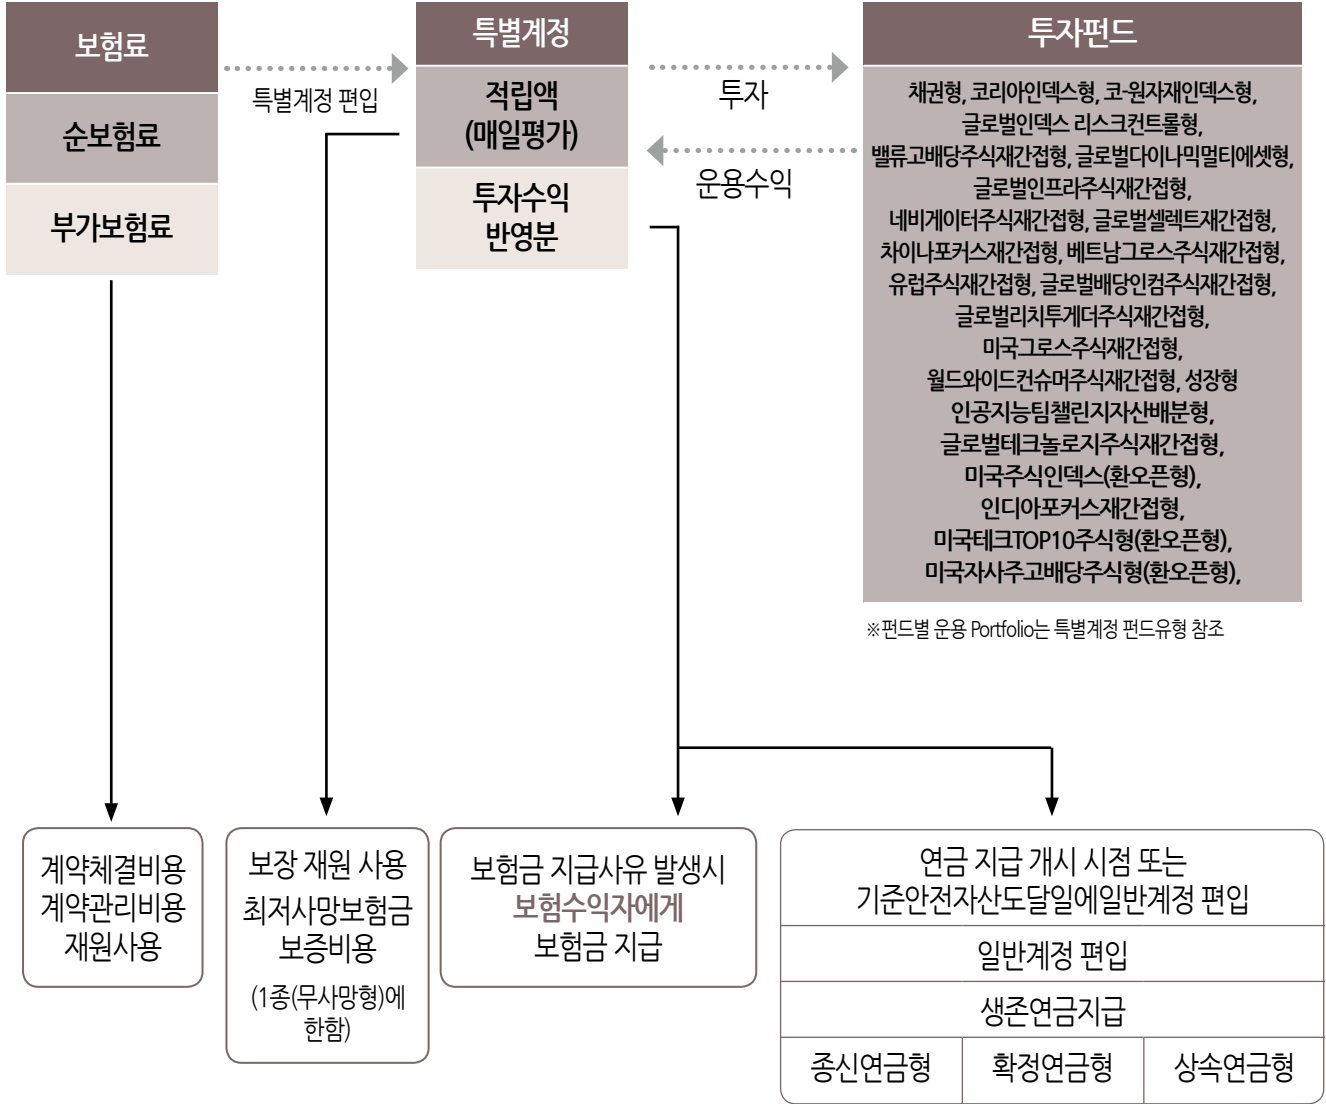 보험료
순보험료
부가보험료
특별계정 편입
특별계정
적립액
(매일평가)
투자수익
반영분
투자
운용수익
투자펀드
채권형, 코리아인덱스형, 코-원자재인덱스형,
글로벌인덱스 리스크컨트롤형,
밸류고배당주식재간접형, 글로벌다이나믹멀티에셋형,
글로벌인프라주식재간접형,
네비게이터주식재간접형, 글로벌셀렉트재간접형,
차이나포커스재간접형, 베트남그로스주식재간접형,
유럽주식재간접형, 글로벌배당인컴주식재간접형,
글로벌리치투게더주식재간접형,
미국그로스주식재간접형,
월드와이드컨슈머주식재간접형, 성장형
인공지능팀챌린지자산배분형,
글로벌테크놀로지주식재간접형,
미국주식인덱스(환오픈형),
인디아포커스재간접형,
미국테크TOP10주식형(환오픈형),
미국자사주고배당주식형(환오픈형),
※펀드별 운용 Portfolio는 특별계정 펀드유형 참조
계약체결비용
계약관리비용
재원사용
보장 재원 사용
최저사망보험금
보증비용
(1종(무사망형)에
한함)
보험금 지급사유 발생시
보험수익자에게
보험금 지급
연금 지급 개시 시점 또는
기준안전자산도달일에일반계정 편입
일반계정 편입
생존연금지급
종신연금형
확정연금형
상속연금형